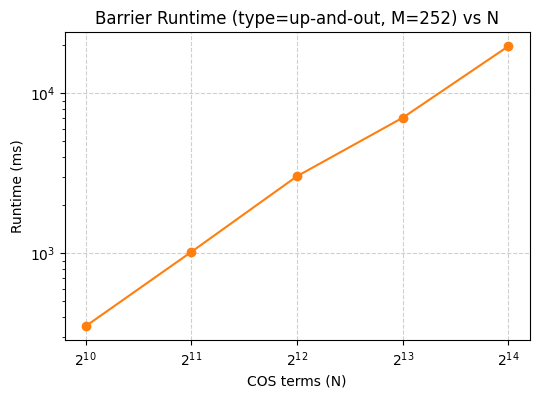 Barrier Runtime (type=up-and-out, M=252) vs N
Runtime (ms)
10⁴
10³
2¹⁰ 2¹¹ 2¹² 2¹³ 2¹⁴
COS terms (N)